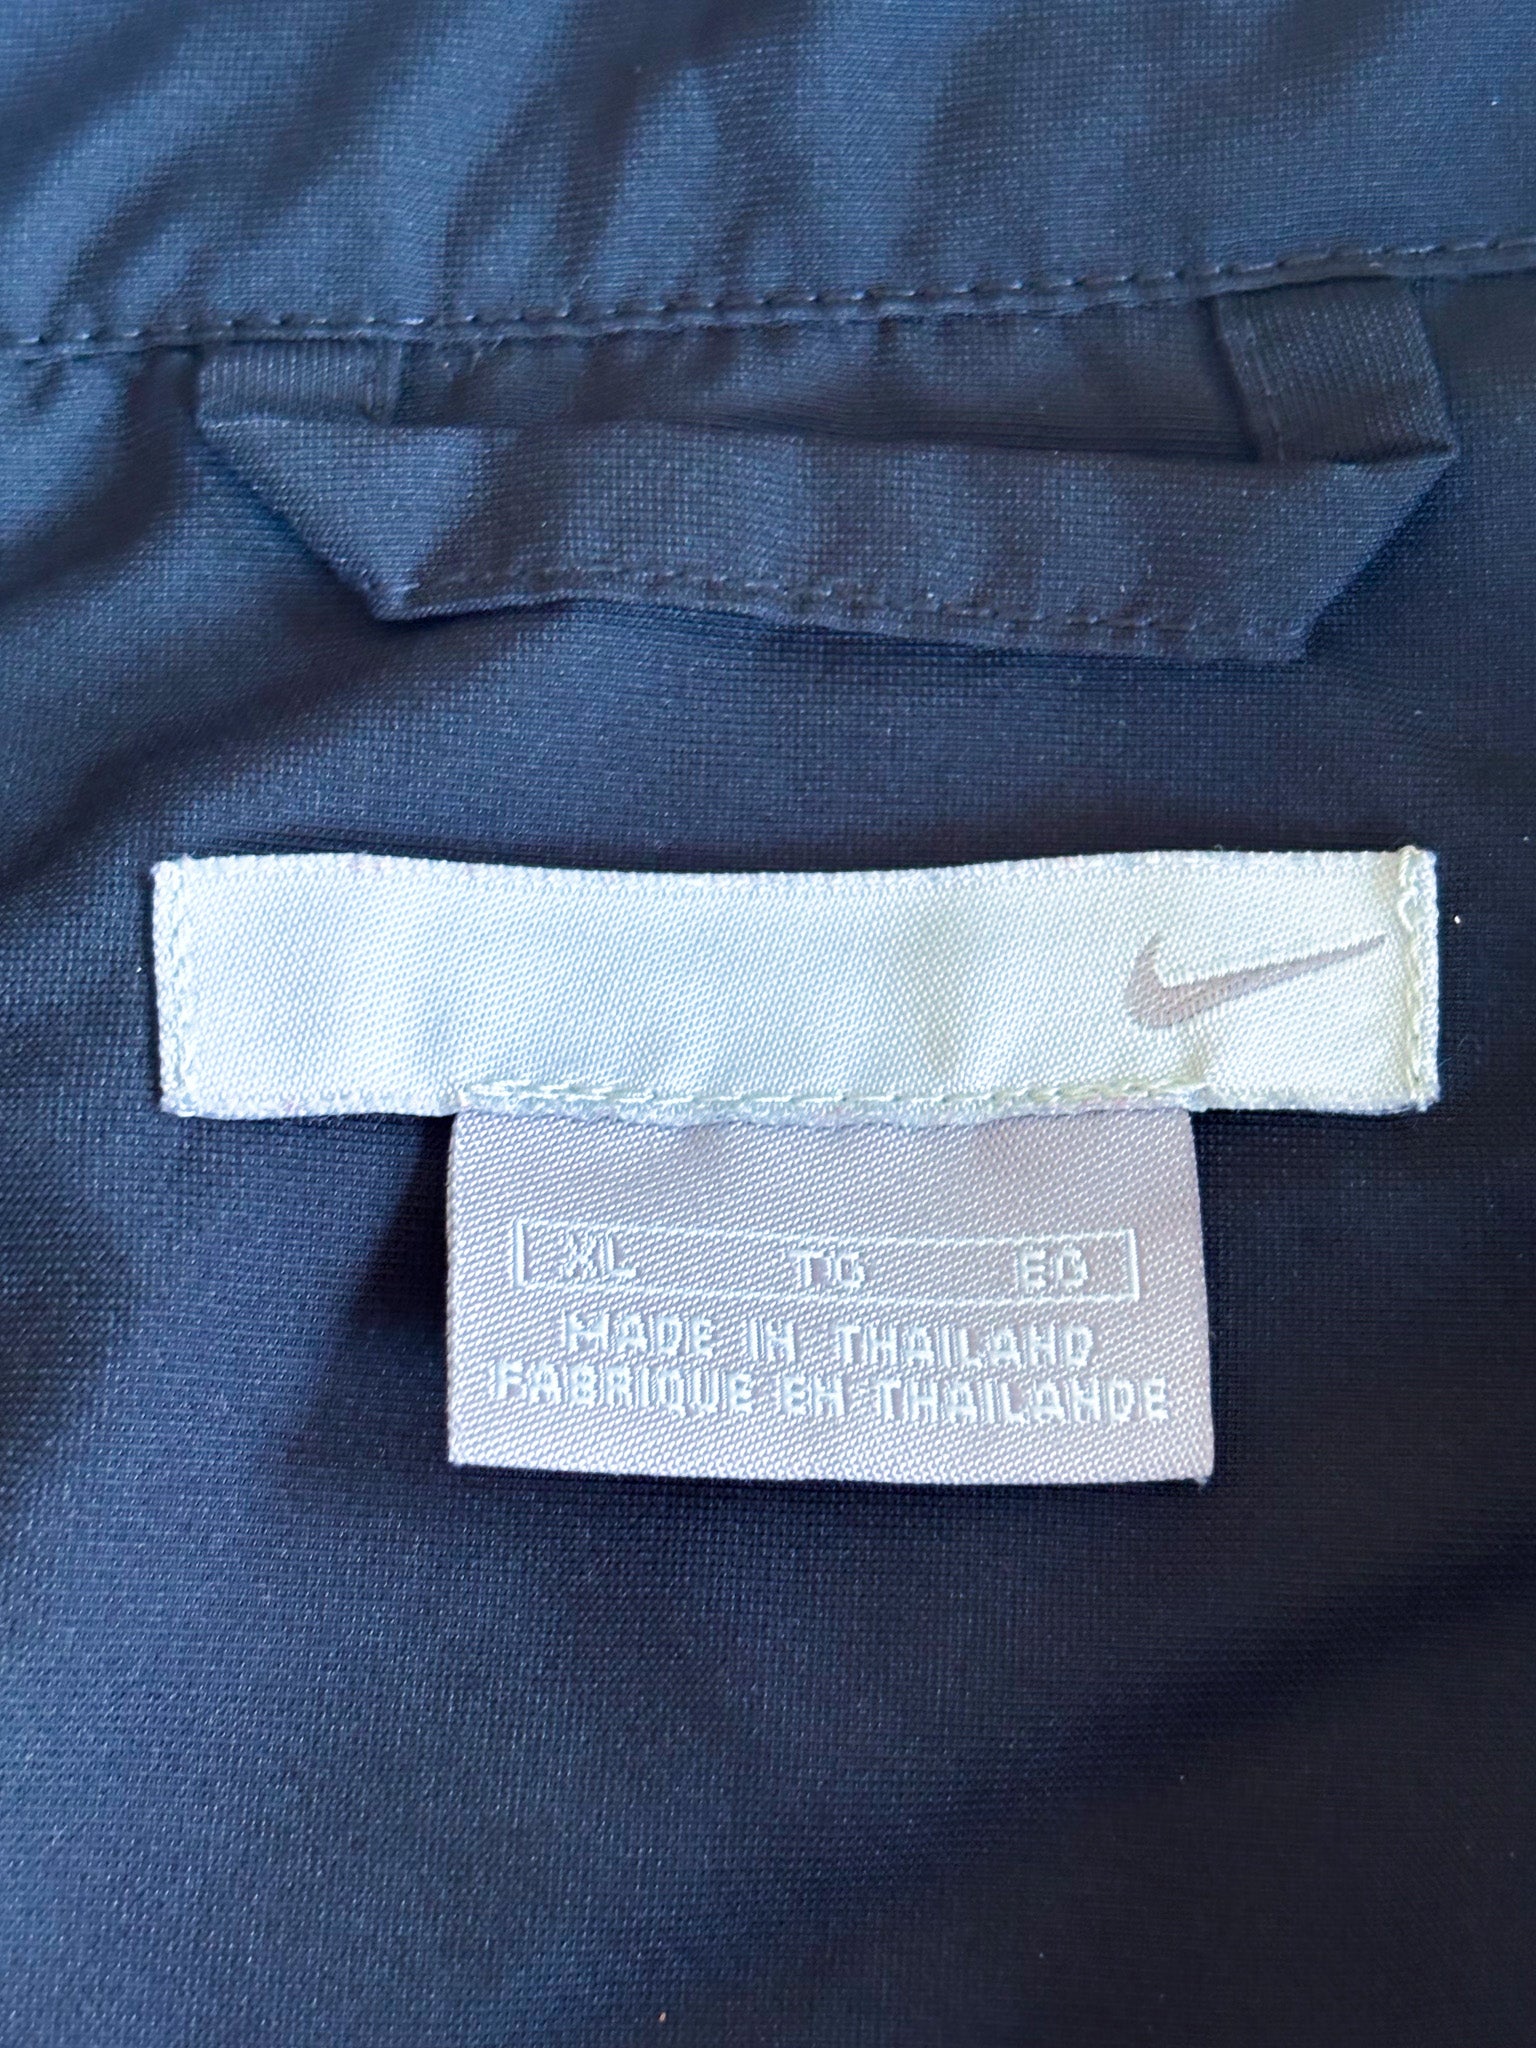 XL TG EG
MADE IN THAILAND
FABRIQUE EN THAILANDE